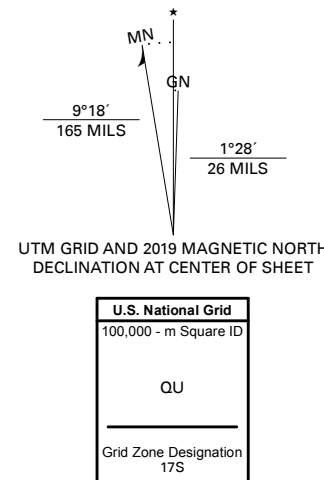 ★
MN
GN
9°18´
165 MILS
1°28´
26 MILS
UTM GRID AND 2019 MAGNETIC NORTH
DECLINATION AT CENTER OF SHEET
U.S. National Grid
100,000 - m Square ID
QU
Grid Zone Designation
17S